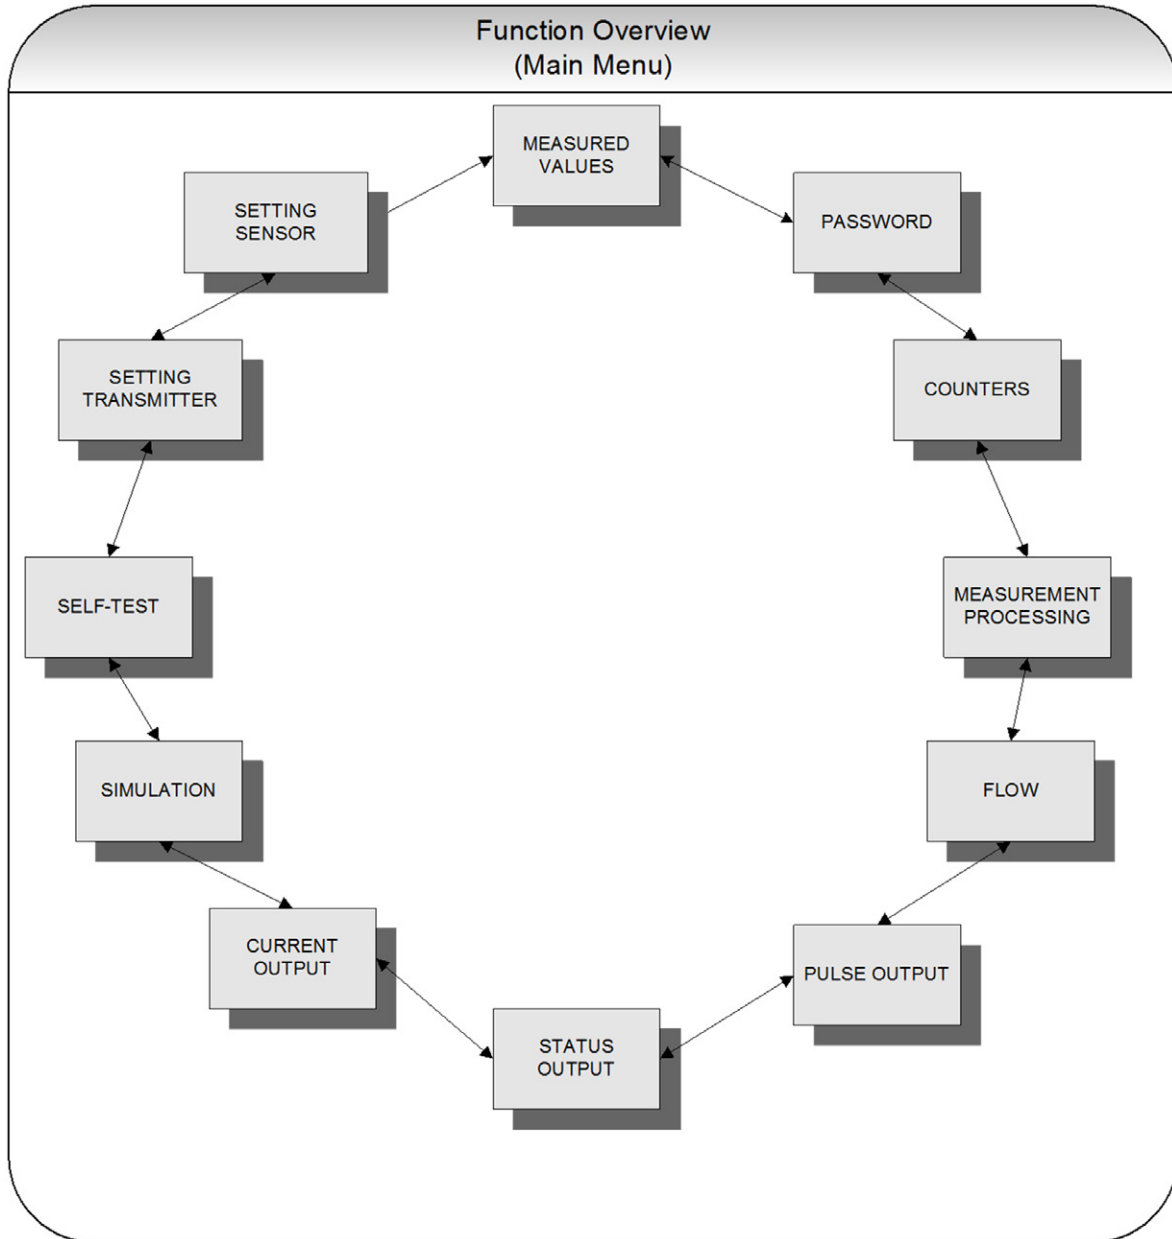 Function Overview
(Main Menu)
MEASURED
VALUES
SETTING
SENSOR
PASSWORD
SETTING
TRANSMITTER
COUNTERS
SELF-TEST
MEASUREMENT
PROCESSING
SIMULATION
FLOW
CURRENT
OUTPUT
PULSE OUTPUT
STATUS
OUTPUT